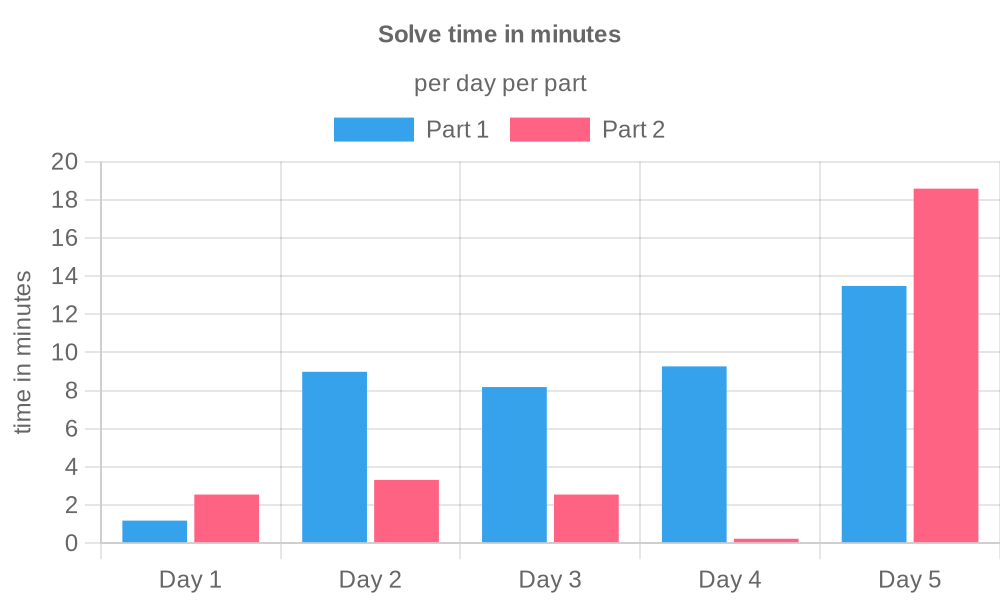 Solve time in minutes
per day per part
Part 1 Part 2
time in minutes
20
18
16
14
12
10
8
6
4
2
0
Day 1 Day 2 Day 3 Day 4 Day 5